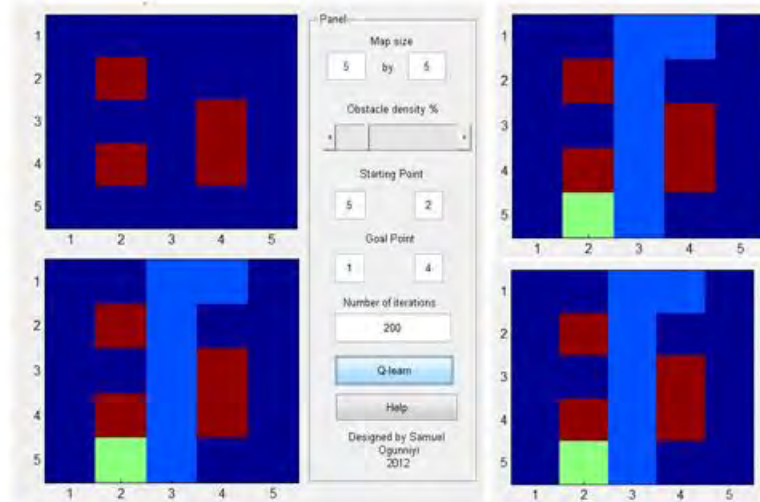 1
2
3
4
5
1 2 3 4 5
Panel
Map size
5 by 5
Obstacle density %
Starting Point
5 2
Goal Point
1 4
Number of iterations
200
Q-learn
Help
Designed by Samuel
Ogunniyi
2012
1
2
3
4
5
1 2 3 4 5
1
2
3
4
5
1 2 3 4 5
1
2
3
4
5
1 2 3 4 5